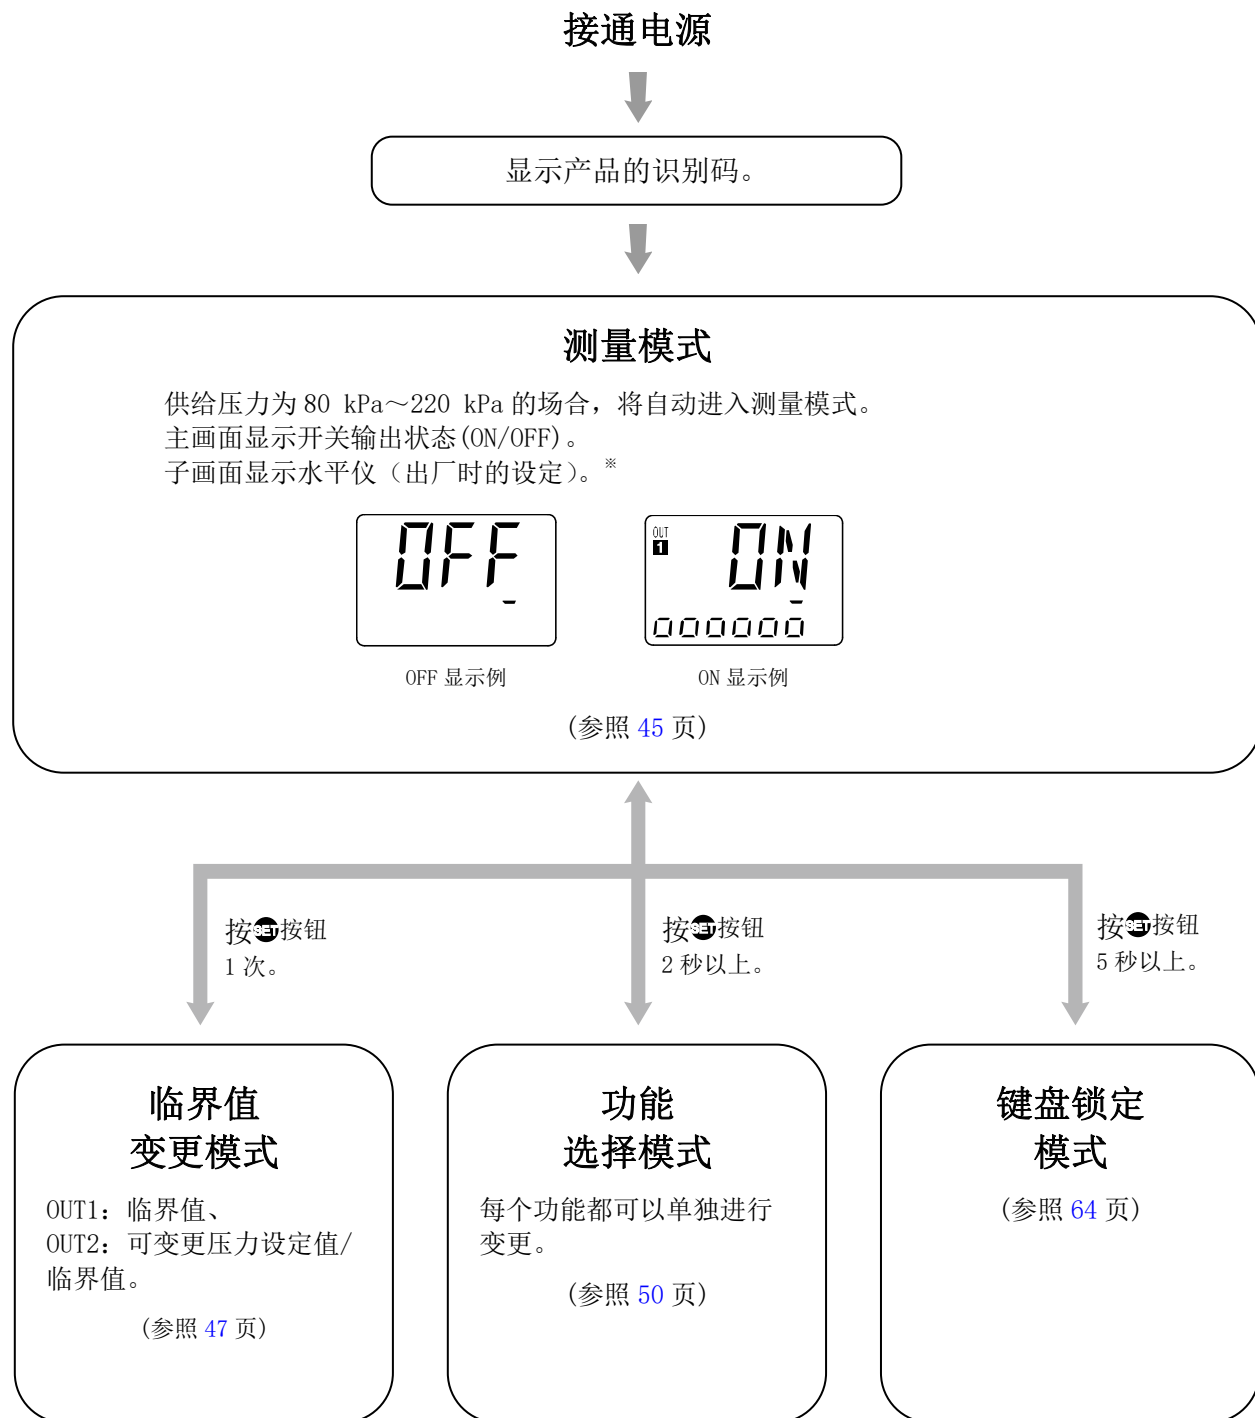 接通电源
显示产品的识别码。
测量模式
供给压力为 80 kPa～220 kPa 的场合，将自动进入测量模式。
主画面显示开关输出状态(ON/OFF)。
子画面显示水平仪（出厂时的设定）。※
OFF
OUT
1
ON
oooooo
OFF 显示例
ON 显示例
(参照 45 页)
按SET按钮
1 次。
按SET按钮
2 秒以上。
按SET按钮
5 秒以上。
临界值
变更模式
OUT1：临界值、
OUT2：可变更压力设定值/
临界值。
(参照 47 页)
功能
选择模式
每个功能都可以单独进行
变更。
(参照 50 页)
键盘锁定
模式
(参照 64 页)